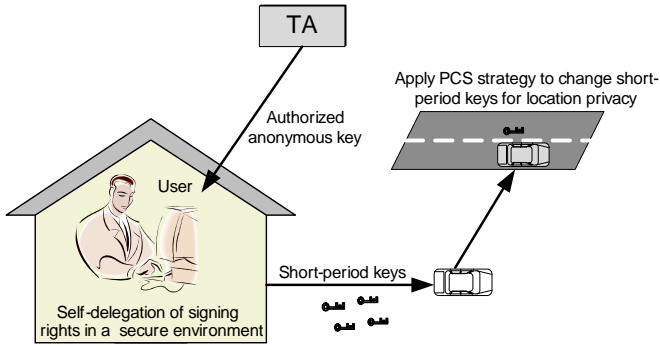 TA
Apply PCS strategy to change short-
period keys for location privacy
Authorized
anonymous key
User
Short-period keys
Self-delegation of signing
rights in a secure environment